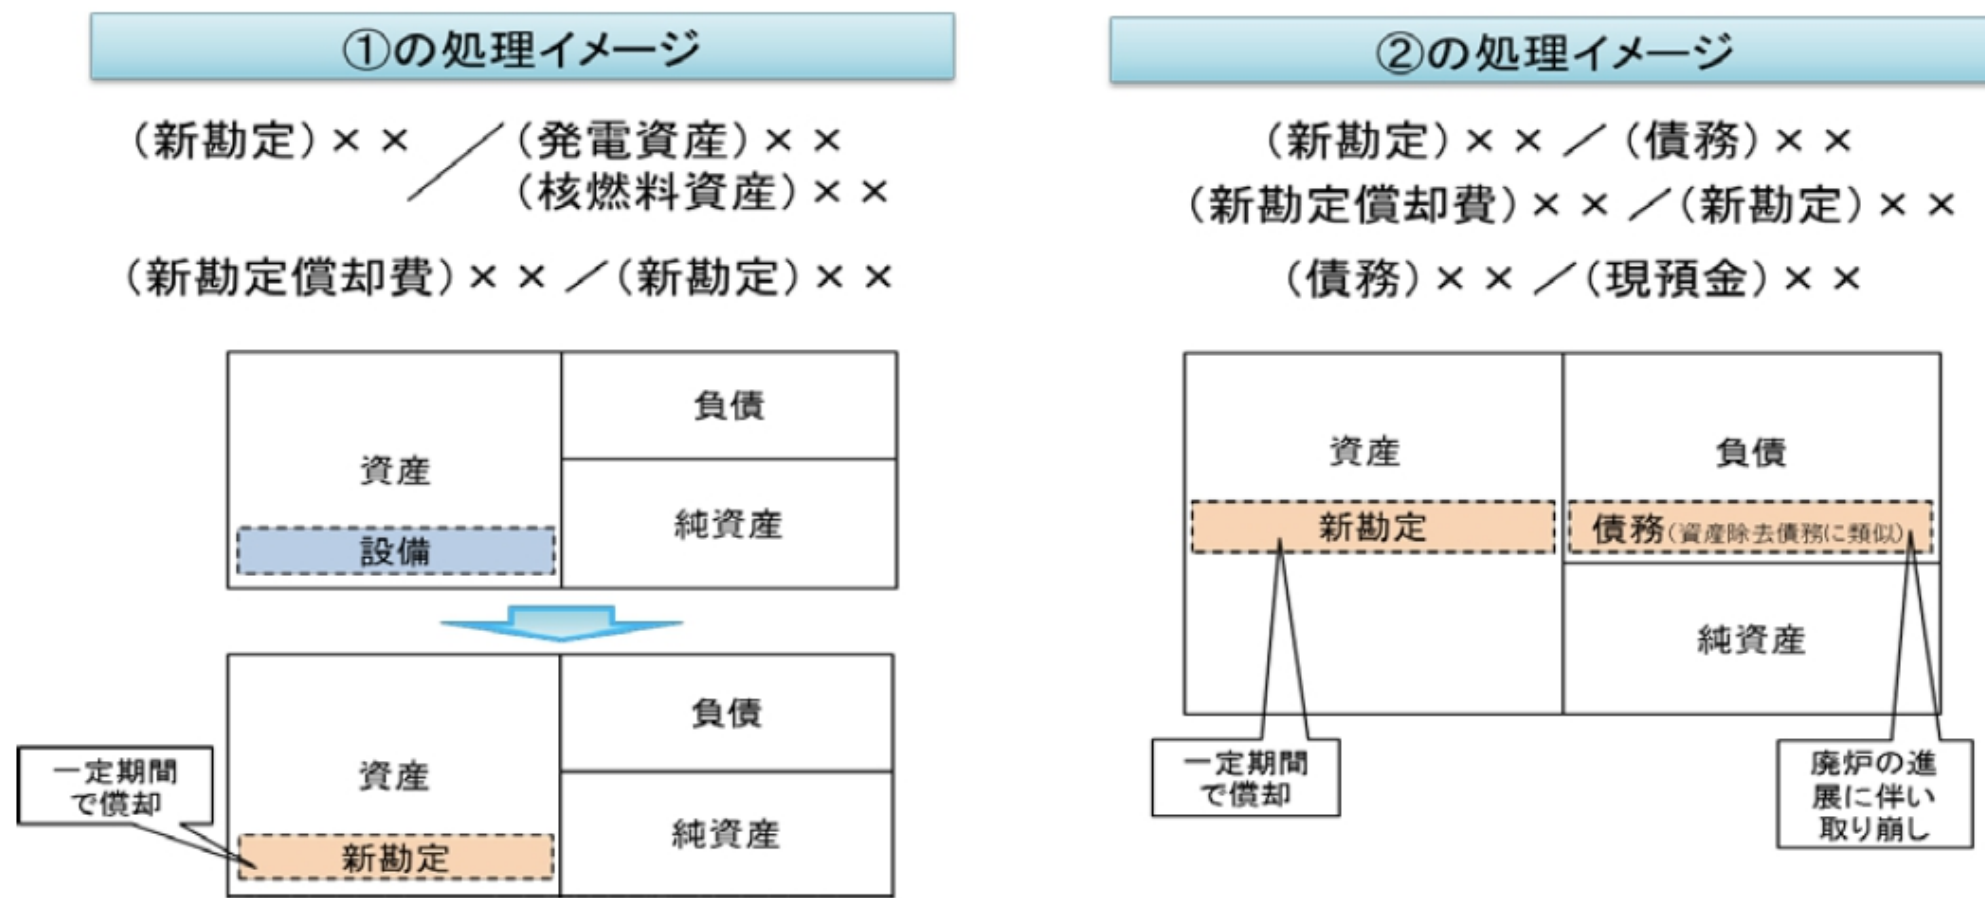 ①の処理イメージ
(新勘定)×× ／(発電資産)××
(核燃料資産)××
(新勘定償却費)××／(新勘定)××
資産
負債
純資産
設備
資産
負債
純資産
新勘定
一定期間
で償却
②の処理イメージ
(新勘定)××／(債務)××
(新勘定償却費)××／(新勘定)××
(債務)××／(現預金)××
資産
負債
新勘定
債務(資産除去債務に類似)
純資産
一定期間
で償却
廃炉の進
展に伴い
取り崩し